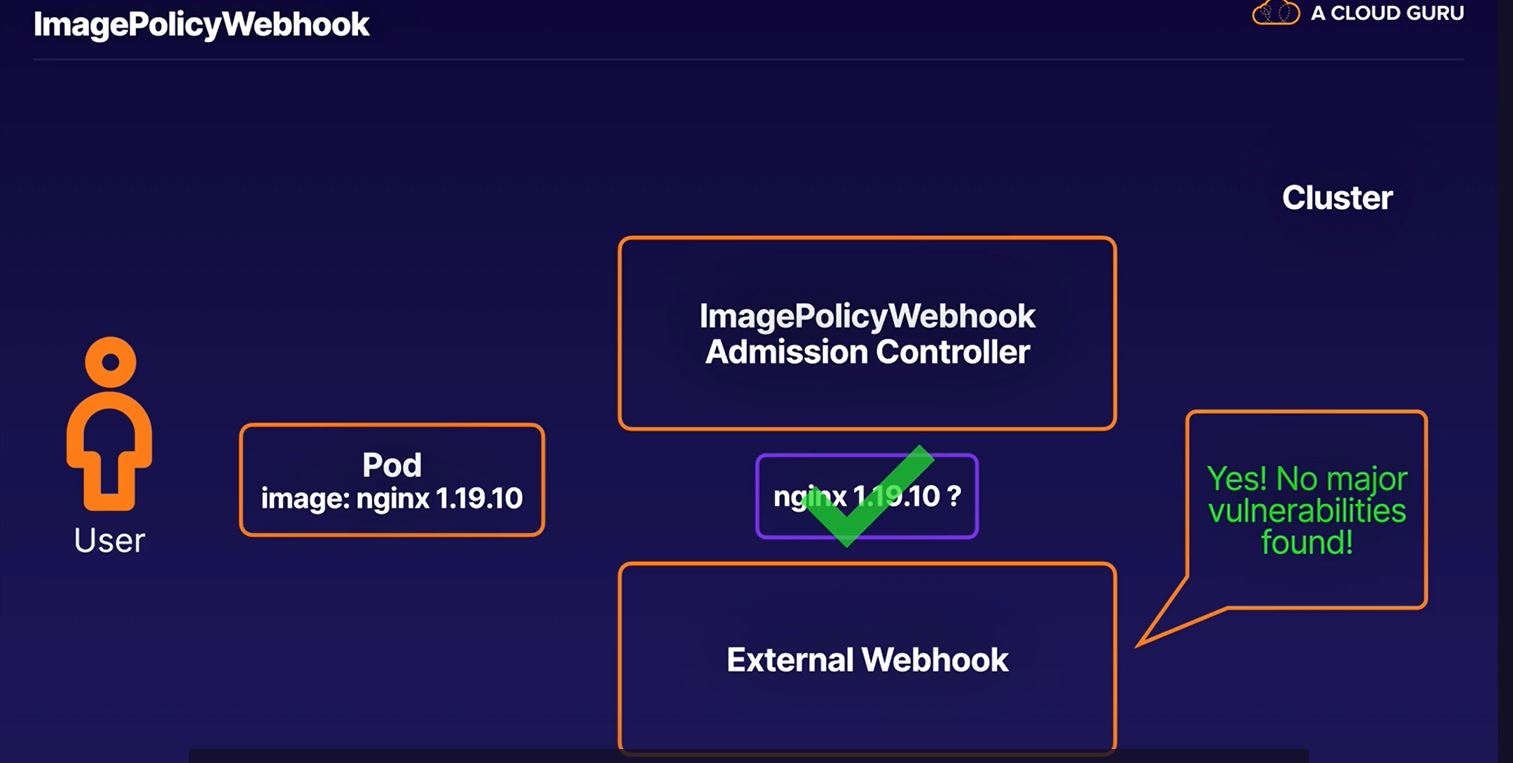 ImagePolicyWebhook
A CLOUD GURU
Cluster
ImagePolicyWebhook
Admission Controller
Pod
image: nginx 1.19.10
User
nginx 1.19.10 ?
Yes! No major
vulnerabilities
found!
External Webhook